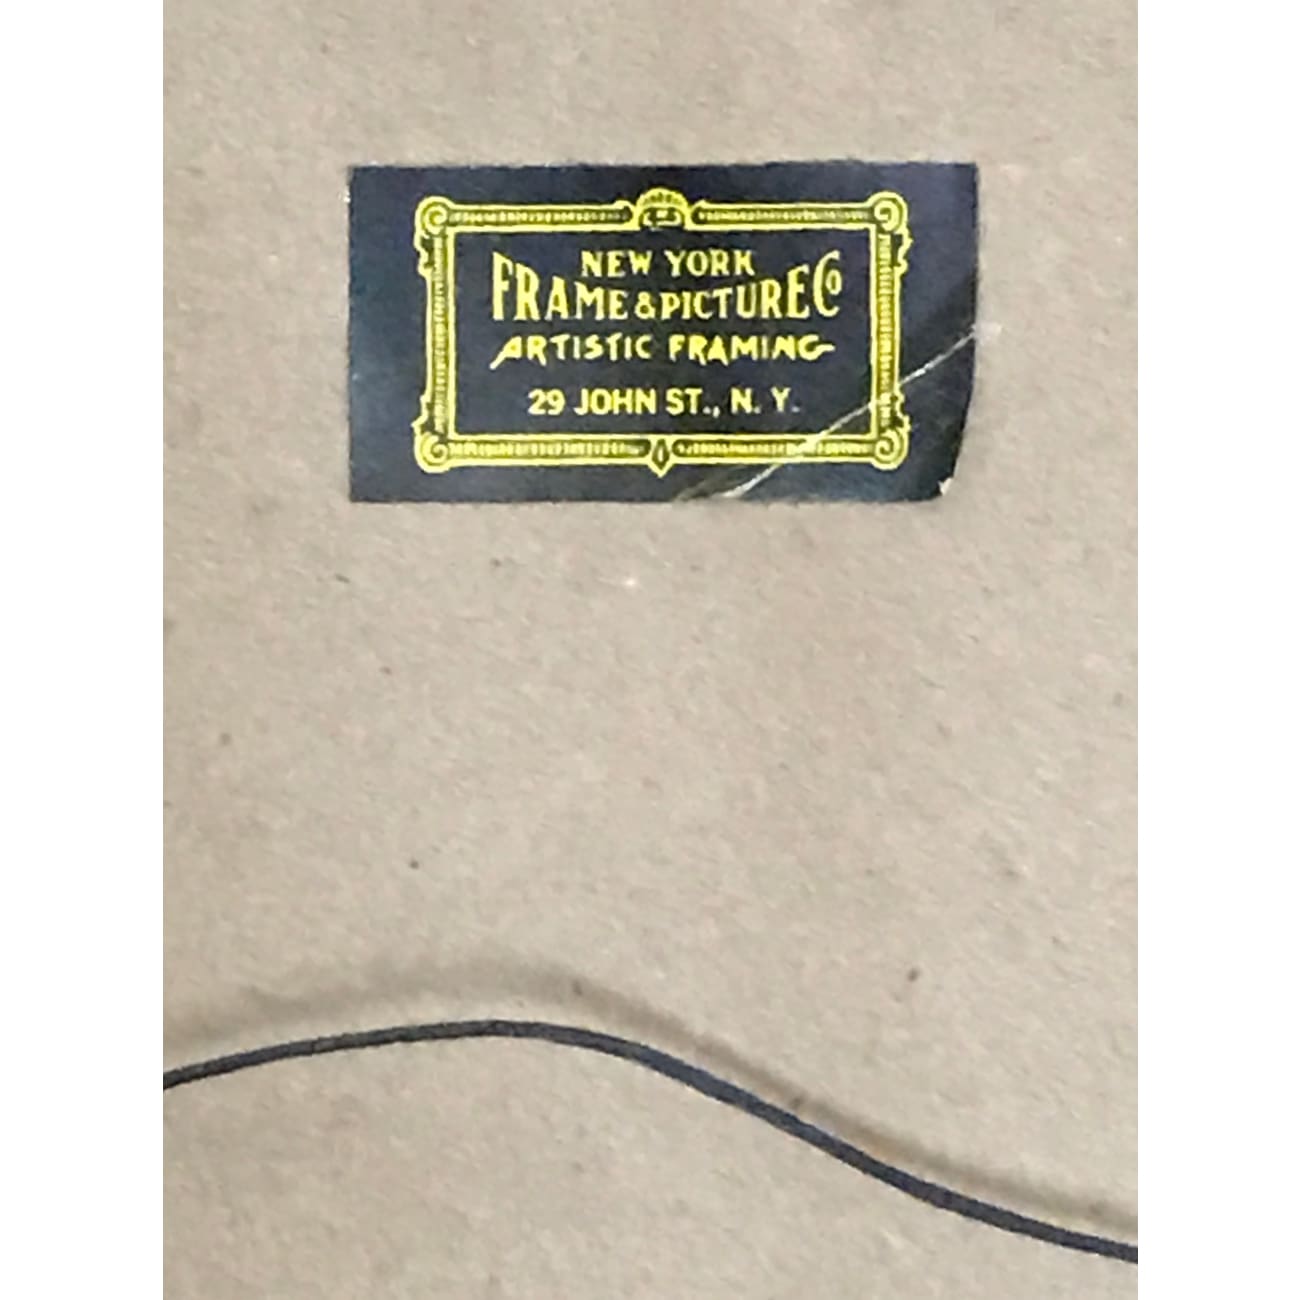 NEW YORK
FRAME & PICTURE Co
ARTISTIC FRAMING
29 JOHN ST., N. Y.